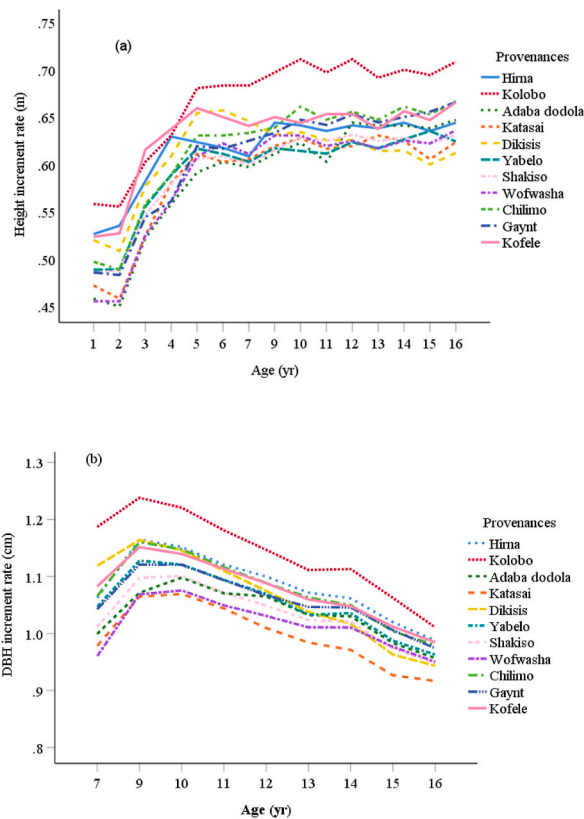 (a)
Height increment rate (m)
.75
.70
.65
.60
.55
.50
.45
1 2 3 4 5 6 7 9 10 11 12 13 14 15 16
Age (yr)
Provenances
Hirna
Kolobo
Adaba dodola
Katasai
Dikisis
Yabelo
Shakiso
Wofwasha
Chilimo
Gaynt
Kofele
(b)
DBH increment rate (cm)
1.3
1.2
1.1
1.0
.9
.8
7 9 10 11 12 13 14 15 16
Age (yr)
Provenances
Hirna
Kolobo
Adaba dodola
Katasai
Dikisis
Yabelo
Shakiso
Wofwasha
Chilimo
Gaynt
Kofele